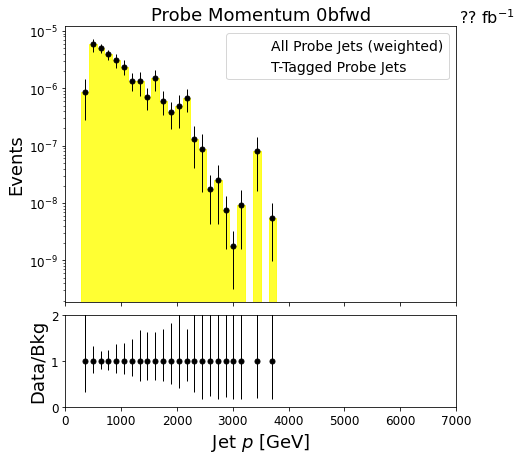 Probe Momentum 0bfwd
?? fb⁻¹
All Probe Jets (weighted)
T-Tagged Probe Jets
Events
10⁻⁵
10⁻⁶
10⁻⁷
10⁻⁸
10⁻⁹
Data/Bkg
2
1
0
0 1000 2000 3000 4000 5000 6000 7000
Jet p [GeV]